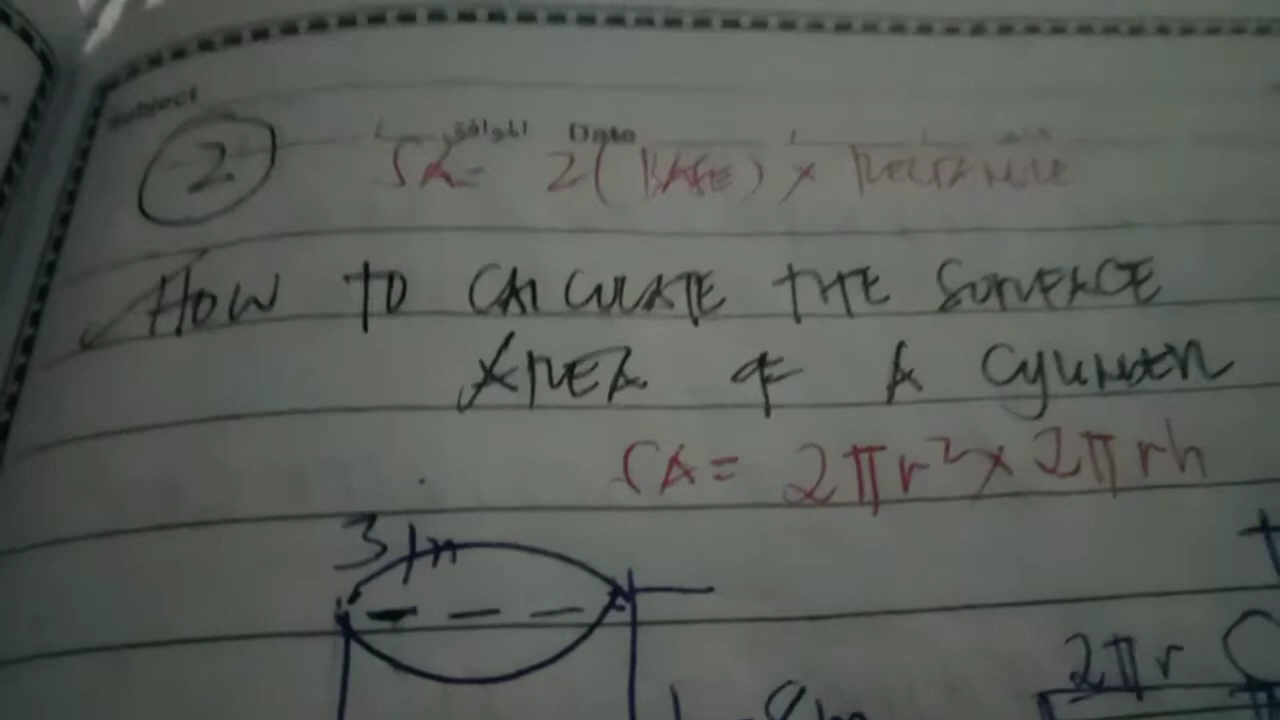 Subject الموافق Date
2 SA= 2(BASE) × RECTANGLE
HOW TO CALCULATE THE SURFACE
AREA OF A CYLINDER
SA = 2πr² × 2πrh
3m
2πr